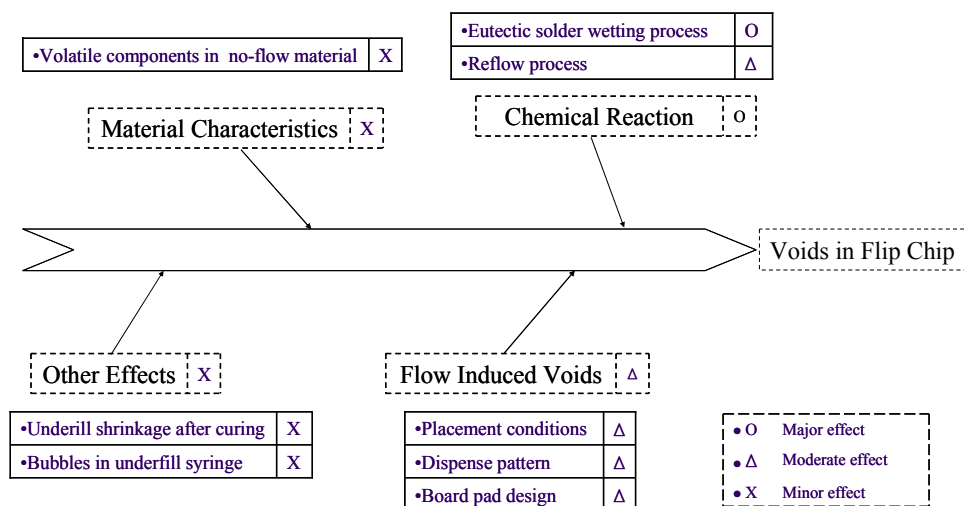 •Volatile components in no-flow material X
•Eutectic solder wetting process O
•Reflow process Δ
Material Characteristics X
Chemical Reaction O
Voids in Flip Chip
Other Effects X
Flow Induced Voids Δ
•Underill shrinkage after curing X
•Bubbles in underfill syringe X
•Placement conditions Δ
•Dispense pattern Δ
•Board pad design Δ
• O Major effect
• Δ Moderate effect
• X Minor effect